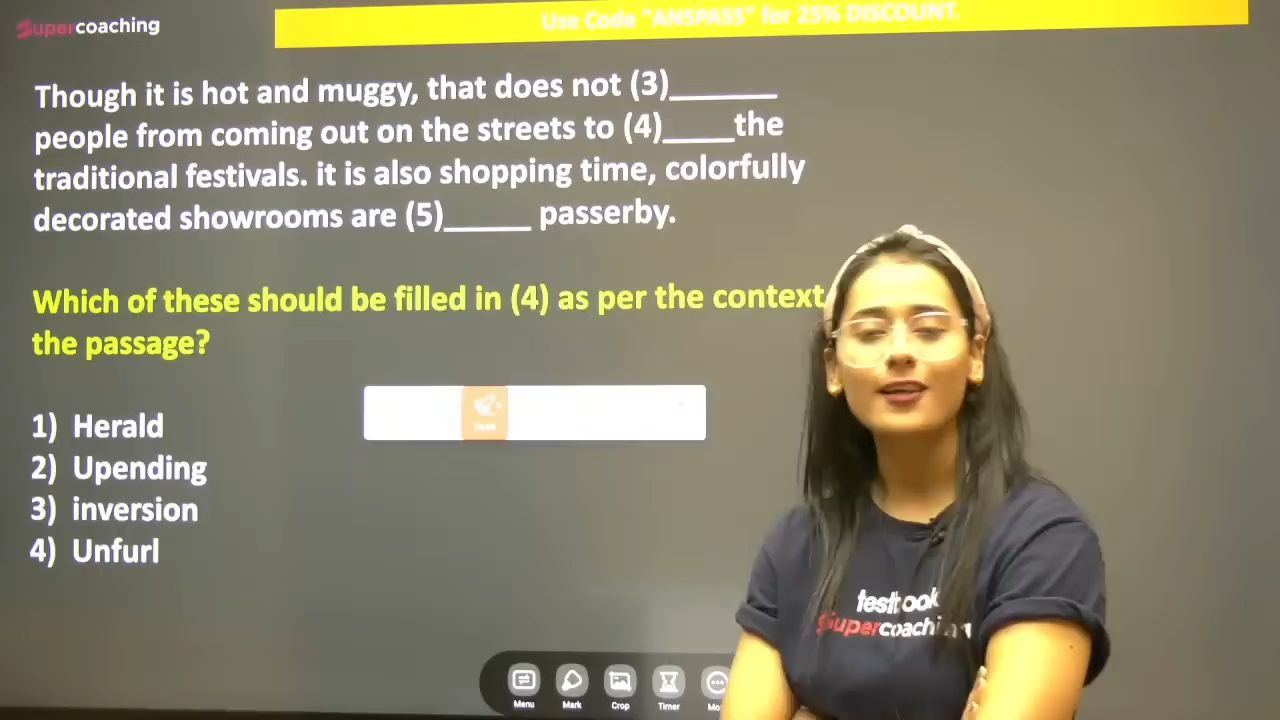 Supercoaching
Use Code "ANSPASS" for 25% DISCOUNT.
Though it is hot and muggy, that does not (3)_______
people from coming out on the streets to (4)____the
traditional festivals. it is also shopping time, colorfully
decorated showrooms are (5)_____ passerby.
Which of these should be filled in (4) as per the context
the passage?
1) Herald
2) Upending
3) inversion
4) Unfurl
testbook
Supercoaching
Menu
Mark
Crop
Timer